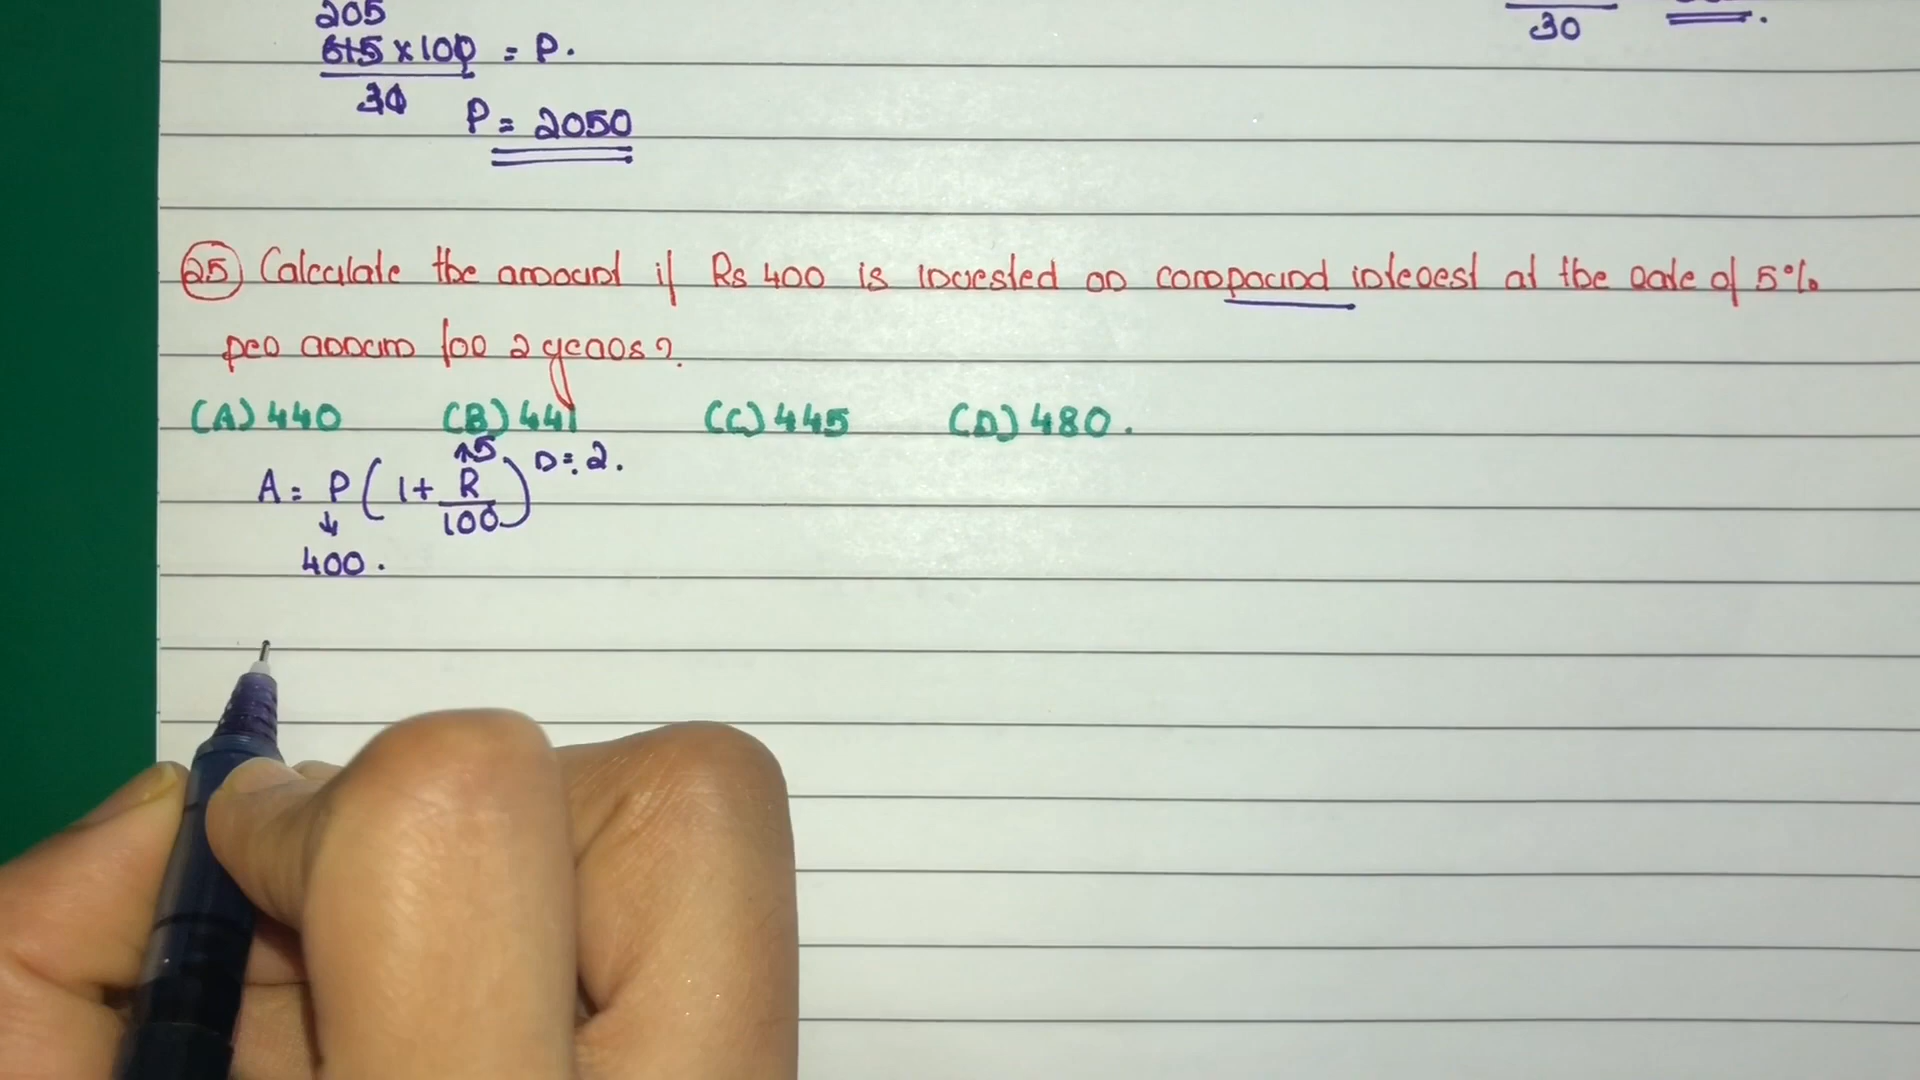 205
615 x 100 = P.
30
P = 2050
30
25 Calculate the amount if Rs 400 is invested on compound interest at the rate of 5%
per annum for 2 years?
(A) 440 (B) 441 (C) 445 (D) 480.
A = P ( 1 + R / 100 ) n = 2.
5
400.